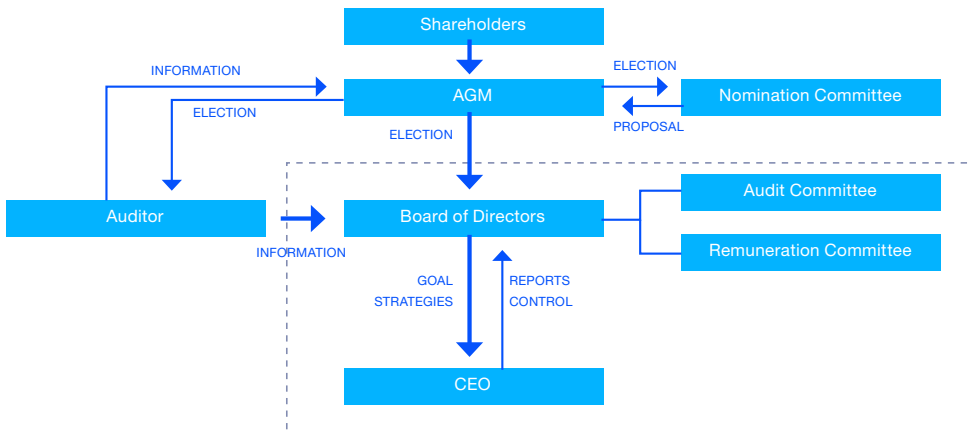 Shareholders
INFORMATION
ELECTION
AGM
Nomination Committee
ELECTION
PROPOSAL
ELECTION
Audit Committee
Auditor
Board of Directors
Remuneration Committee
INFORMATION
GOAL
STRATEGIES
REPORTS
CONTROL
CEO